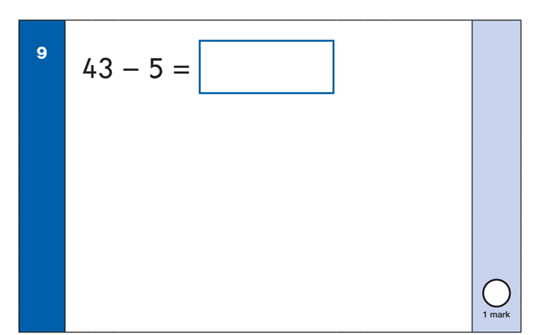 9
43 – 5 =
1 mark